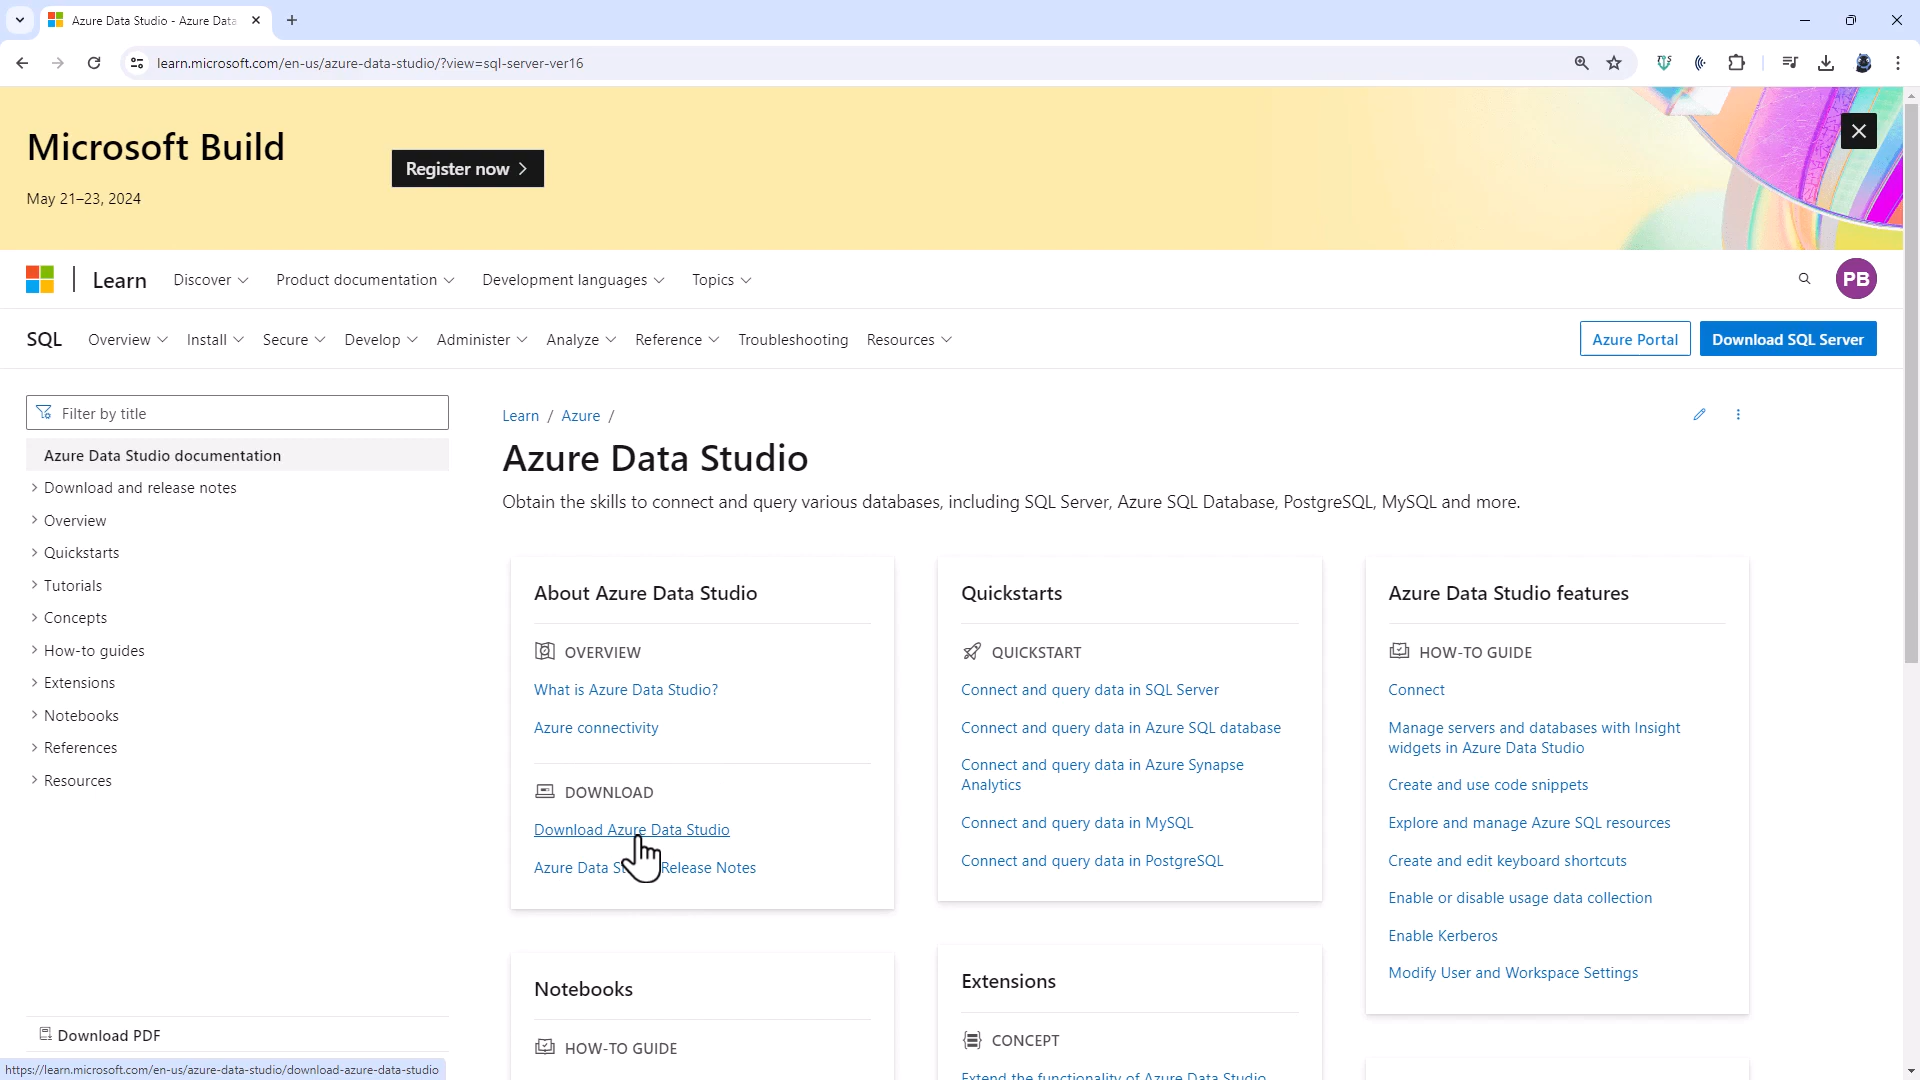 Azure Data Studio - Azure Data
learn.microsoft.com/en-us/azure-data-studio/?view=sql-server-ver16
Microsoft Build
Register now
May 21–23, 2024
Learn Discover Product documentation Development languages Topics
PB
SQL Overview Install Secure Develop Administer Analyze Reference Troubleshooting Resources Azure Portal Download SQL Server
Filter by title
Azure Data Studio documentation
Download and release notes
Overview
Quickstarts
Tutorials
Concepts
How-to guides
Extensions
Notebooks
References
Resources
Download PDF
Learn / Azure /
Azure Data Studio
Obtain the skills to connect and query various databases, including SQL Server, Azure SQL Database, PostgreSQL, MySQL and more.
About Azure Data Studio
OVERVIEW
What is Azure Data Studio?
Azure connectivity
DOWNLOAD
Download Azure Data Studio
Azure Data Release Notes
Notebooks
HOW-TO GUIDE
Quickstarts
QUICKSTART
Connect and query data in SQL Server
Connect and query data in Azure SQL database
Connect and query data in Azure Synapse
Analytics
Connect and query data in MySQL
Connect and query data in PostgreSQL
Extensions
CONCEPT
Extend the functionality of Azure Data Studio
Azure Data Studio features
HOW-TO GUIDE
Connect
Manage servers and databases with Insight
widgets in Azure Data Studio
Create and use code snippets
Explore and manage Azure SQL resources
Create and edit keyboard shortcuts
Enable or disable usage data collection
Enable Kerberos
Modify User and Workspace Settings
https://learn.microsoft.com/en-us/azure-data-studio/download-azure-data-studio